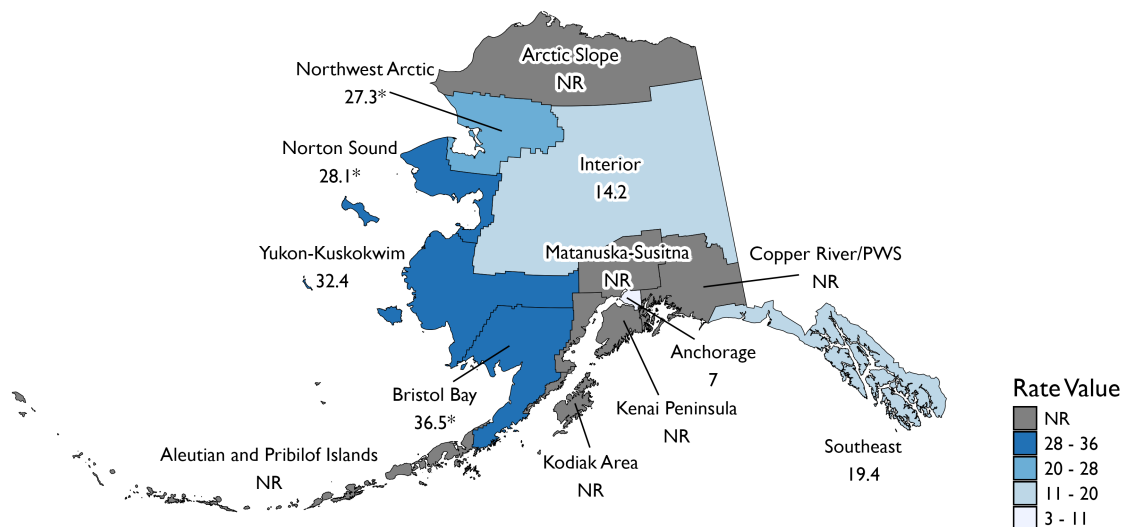 Arctic Slope
NR
Northwest Arctic
27.3*
Norton Sound
28.1*
Interior
14.2
Yukon-Kuskokwim
32.4
Matanuska-Susitna
NR
Copper River/PWS
NR
Anchorage
7
Bristol Bay
36.5*
Kenai Peninsula
NR
Kodiak Area
NR
Aleutian and Pribilof Islands
NR
Southeast
19.4
Rate Value
NR
28 - 36
20 - 28
11 - 20
3 - 11